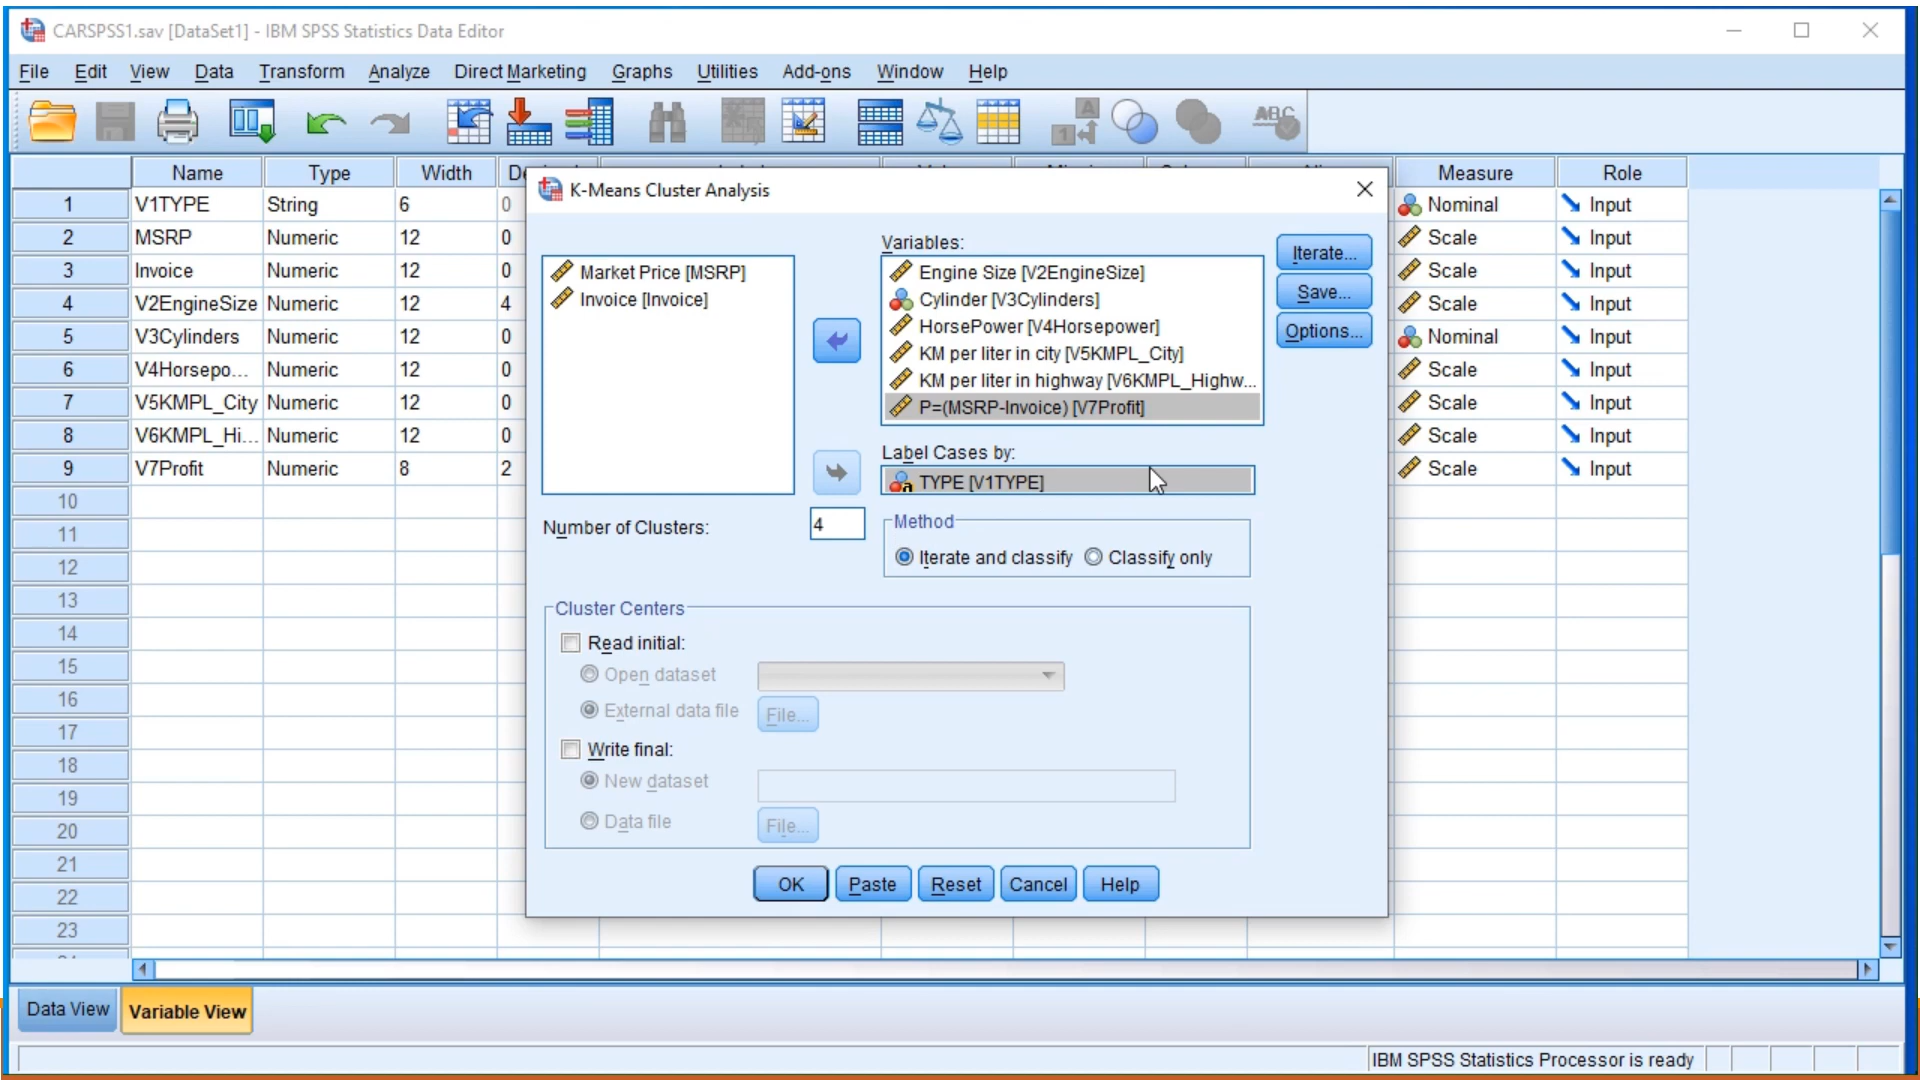 CARSPSS1.sav [DataSet1] - IBM SPSS Statistics Data Editor
File Edit View Data Transform Analyze Direct Marketing Graphs Utilities Add-ons Window Help
Name Type Width Measure Role
1 V1TYPE String 6 0 Nominal Input
2 MSRP Numeric 12 0 Scale Input
3 Invoice Numeric 12 0 Scale Input
4 V2EngineSize Numeric 12 4 Scale Input
5 V3Cylinders Numeric 12 0 Nominal Input
6 V4Horsepo... Numeric 12 0 Scale Input
7 V5KMPL_City Numeric 12 0 Scale Input
8 V6KMPL_Hi... Numeric 12 0 Scale Input
9 V7Profit Numeric 8 2 Scale Input
10
11
12
13
14
15
16
17
18
19
20
21
22
23
K-Means Cluster Analysis
Market Price [MSRP]
Invoice [Invoice]
Variables:
Engine Size [V2EngineSize]
Cylinder [V3Cylinders]
HorsePower [V4Horsepower]
KM per liter in city [V5KMPL_City]
KM per liter in highway [V6KMPL_Highw...
P=(MSRP-Invoice) [V7Profit]
Iterate...
Save...
Options...
Label Cases by:
TYPE [V1TYPE]
Number of Clusters: 4
Method
Iterate and classify Classify only
Cluster Centers
Read initial:
Open dataset
External data file File...
Write final:
New dataset
Data file File...
OK Paste Reset Cancel Help
Data View Variable View
IBM SPSS Statistics Processor is ready